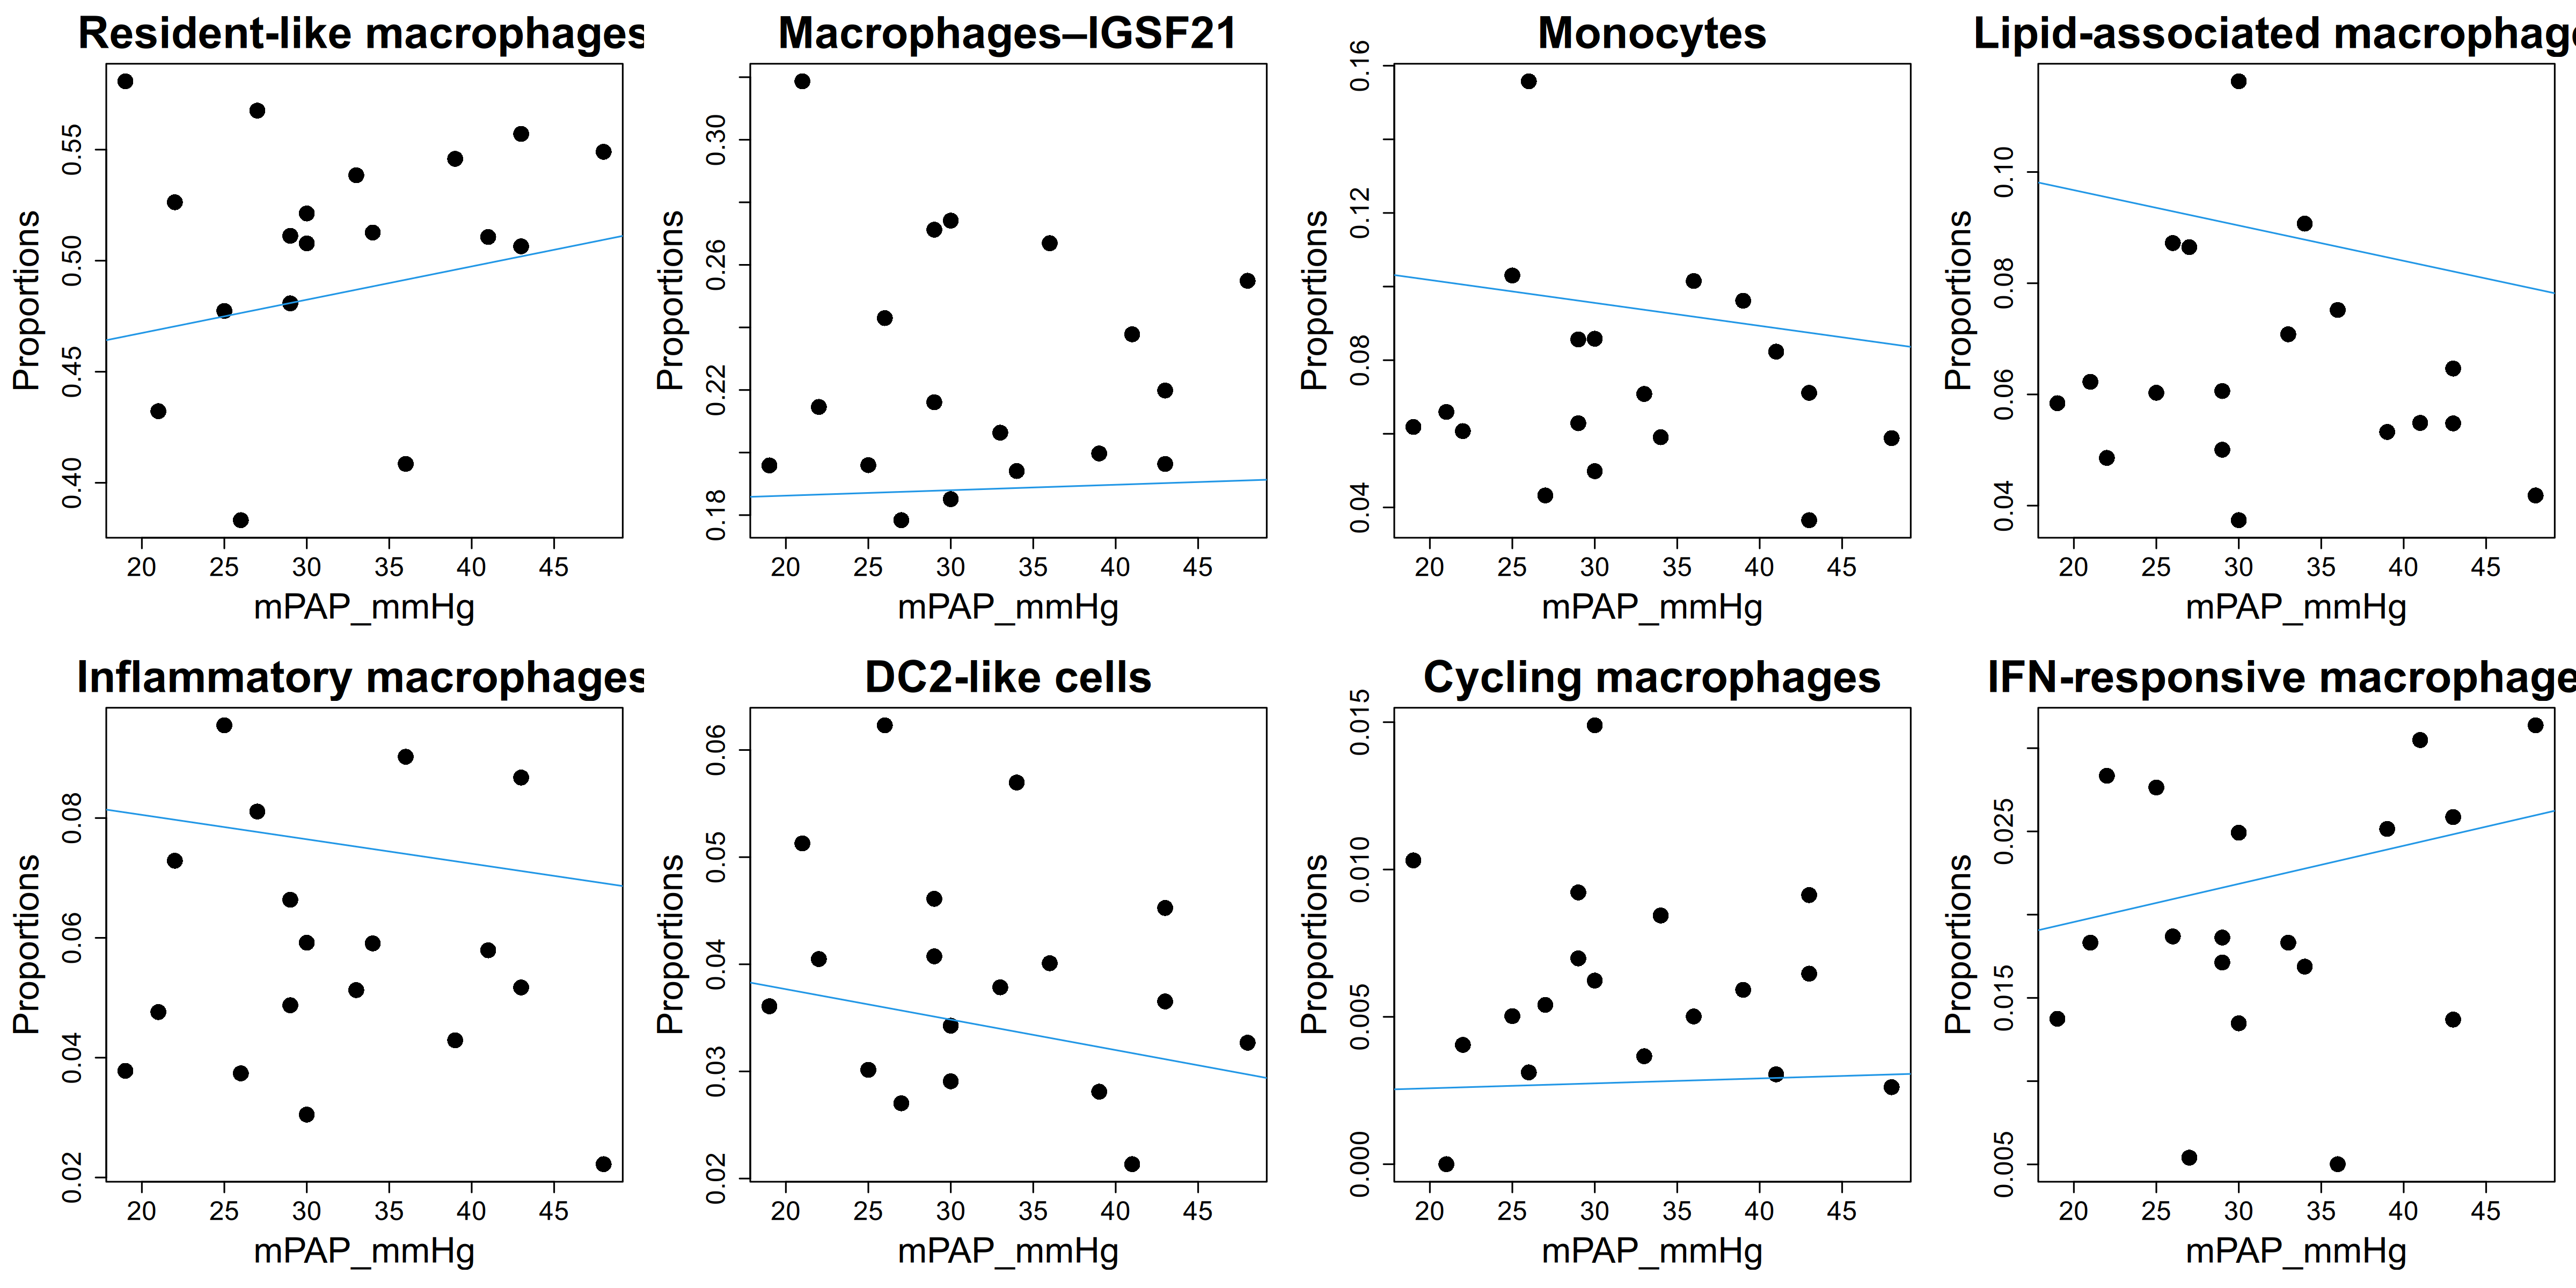 Resident-like macrophages
Proportions
0.40 0.45 0.50 0.55
20 25 30 35 40 45
mPAP_mmHg
Macrophages–IGSF21
Proportions
0.18 0.22 0.26 0.30
20 25 30 35 40 45
mPAP_mmHg
Monocytes
Proportions
0.04 0.08 0.12 0.16
20 25 30 35 40 45
mPAP_mmHg
Lipid-associated macrophage
Proportions
0.04 0.06 0.08 0.10
20 25 30 35 40 45
mPAP_mmHg
Inflammatory macrophages
Proportions
0.02 0.04 0.06 0.08
20 25 30 35 40 45
mPAP_mmHg
DC2-like cells
Proportions
0.02 0.03 0.04 0.05 0.06
20 25 30 35 40 45
mPAP_mmHg
Cycling macrophages
Proportions
0.000 0.005 0.010 0.015
20 25 30 35 40 45
mPAP_mmHg
IFN-responsive macrophage
Proportions
0.005 0.015 0.025
20 25 30 35 40 45
mPAP_mmHg